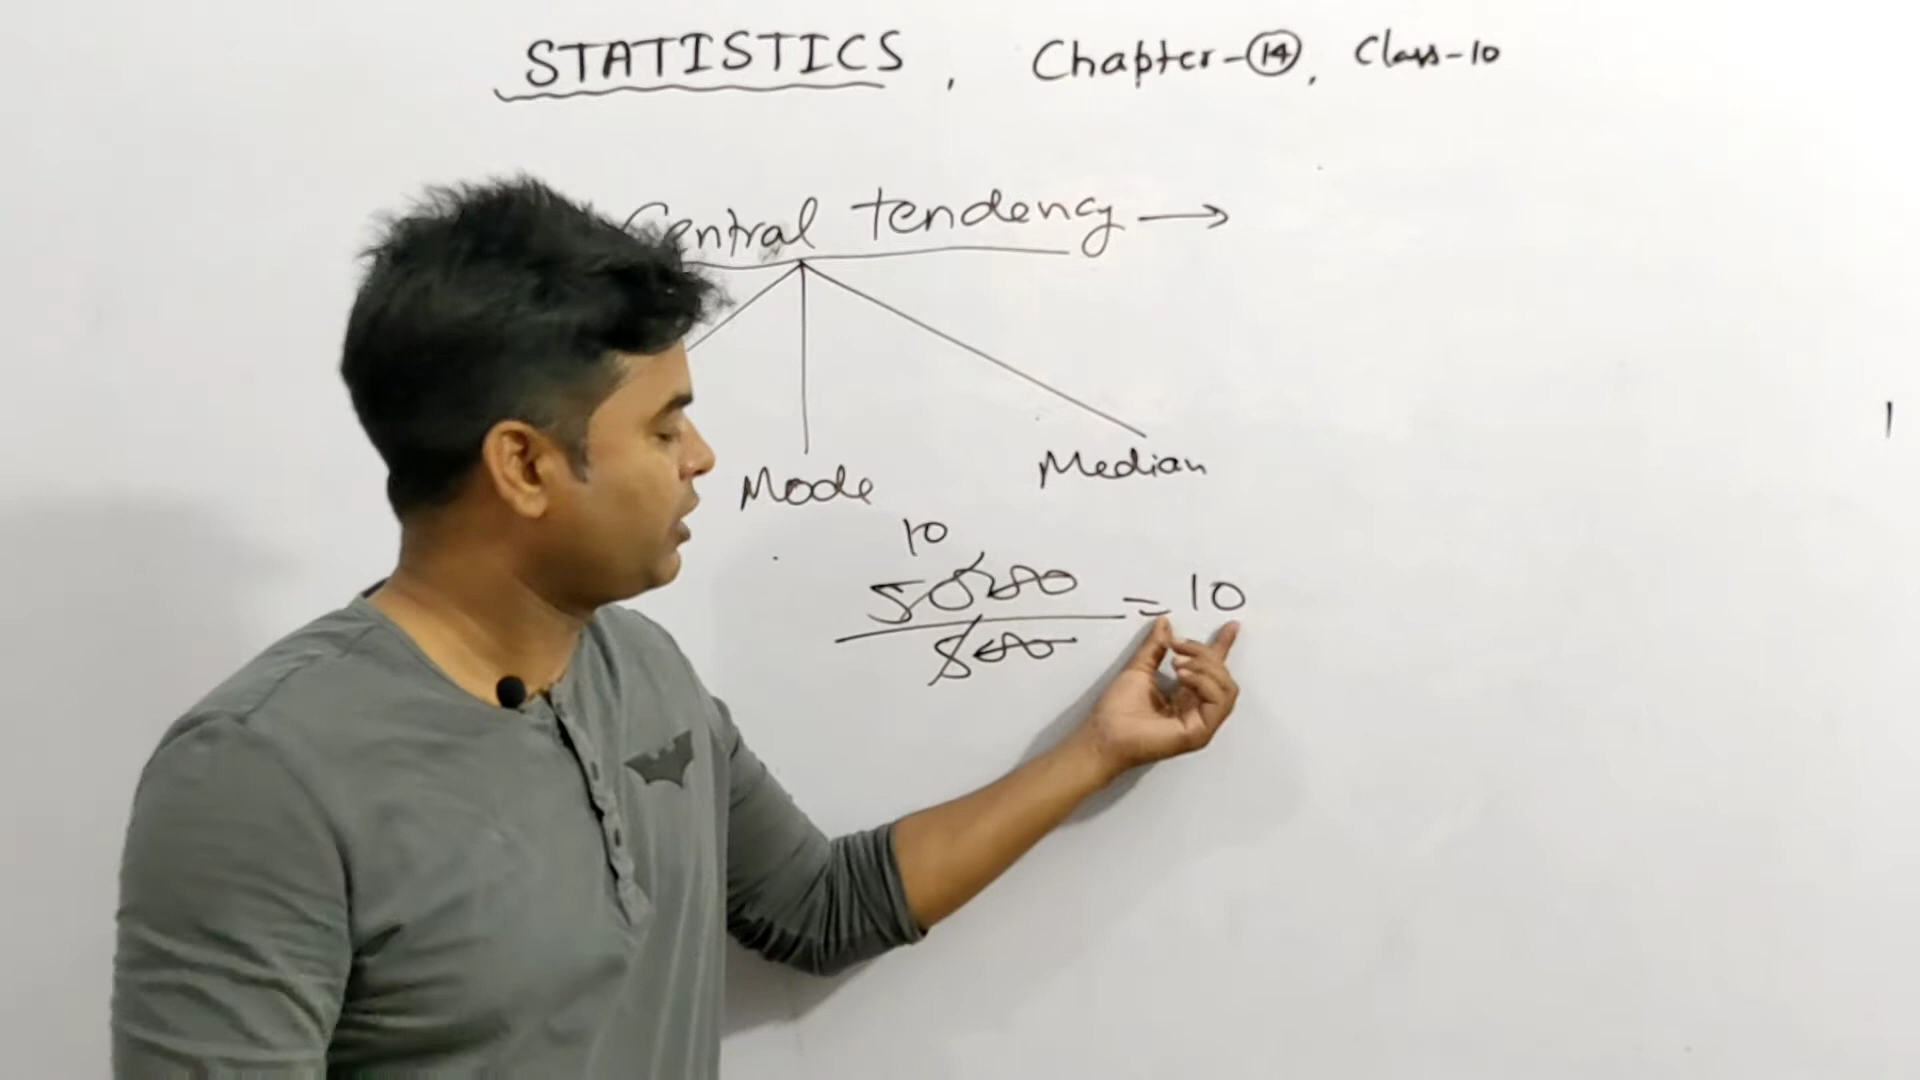 STATISTICS, Chapter-14, Class-10
Central tendency →
Mode
Median
10
5000 = 10
500